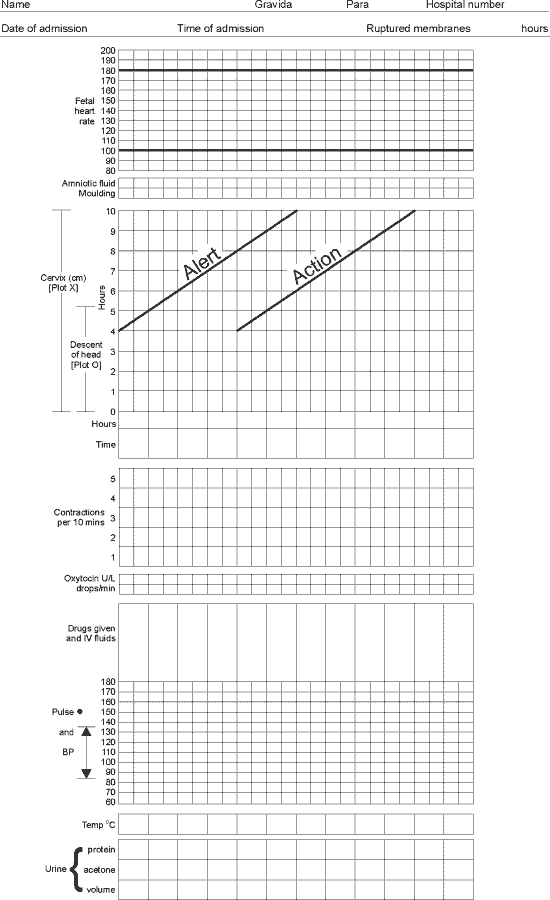 Name Gravida Para Hospital number
Date of admission Time of admission Ruptured membranes hours
200
190
180
170
160
Fetal 150
heart 140
rate 130
120
110
100
90
80
Amniotic fluid
Moulding
10
9
8
Alert Action
7
Cervix (cm)
[Plot X]
6
Hours
5
4
Descent
of head
[Plot O]
3
2
1
0
Hours
Time
5
4
Contractions
per 10 mins
3
2
1
Oxytocin U/L
drops/min
Drugs given
and IV fluids
180
170
160
Pulse ● 150
140
and 130
120
BP 110
100
90
80
70
60
Temp °C
protein
Urine { acetone
volume